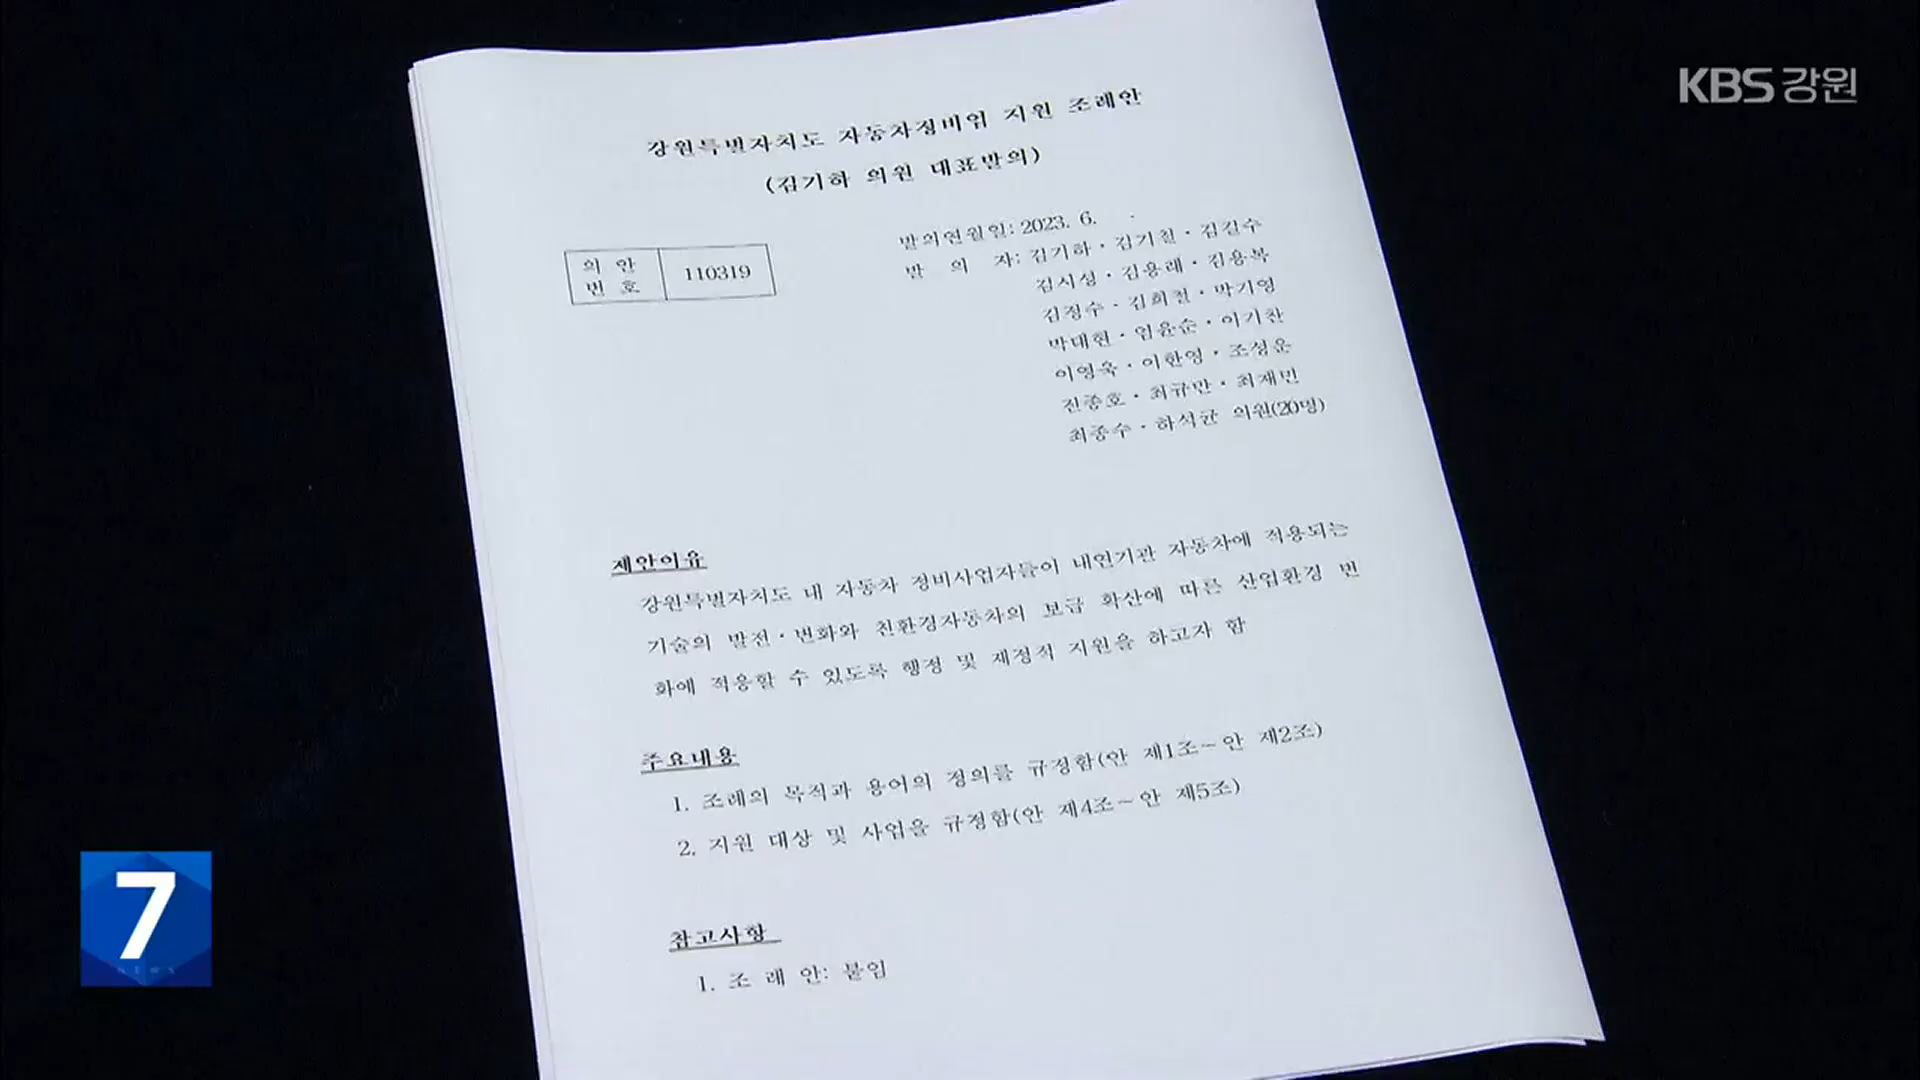 KBS강원
강원특별자치도 자동차정비업 지원 조례안
(김기하 의원 대표발의)
의 안
번 호
110319
발의연월일: 2023. 6. .
발 의 자: 김기하·김기철·김길수
김시성·김용래·김용복
김정수·김희철·박기영
박대현·엄윤순·이기찬
이영욱·이한영·조성운
진종호·최규만·최재민
최종수·하석균 의원(20명)
제안이유
강원특별자치도 내 자동차 정비사업자들이 내연기관 자동차에 적용되는
기술의 발전·변화와 친환경자동차의 보급 확산에 따른 산업환경 변
화에 적응할 수 있도록 행정 및 재정적 지원을 하고자 함
주요내용
1. 조례의 목적과 용어의 정의를 규정함(안 제1조~안 제2조)
2. 지원 대상 및 사업을 규정함(안 제4조~안 제5조)
참고사항
1. 조 례 안: 붙임
7
NEWS